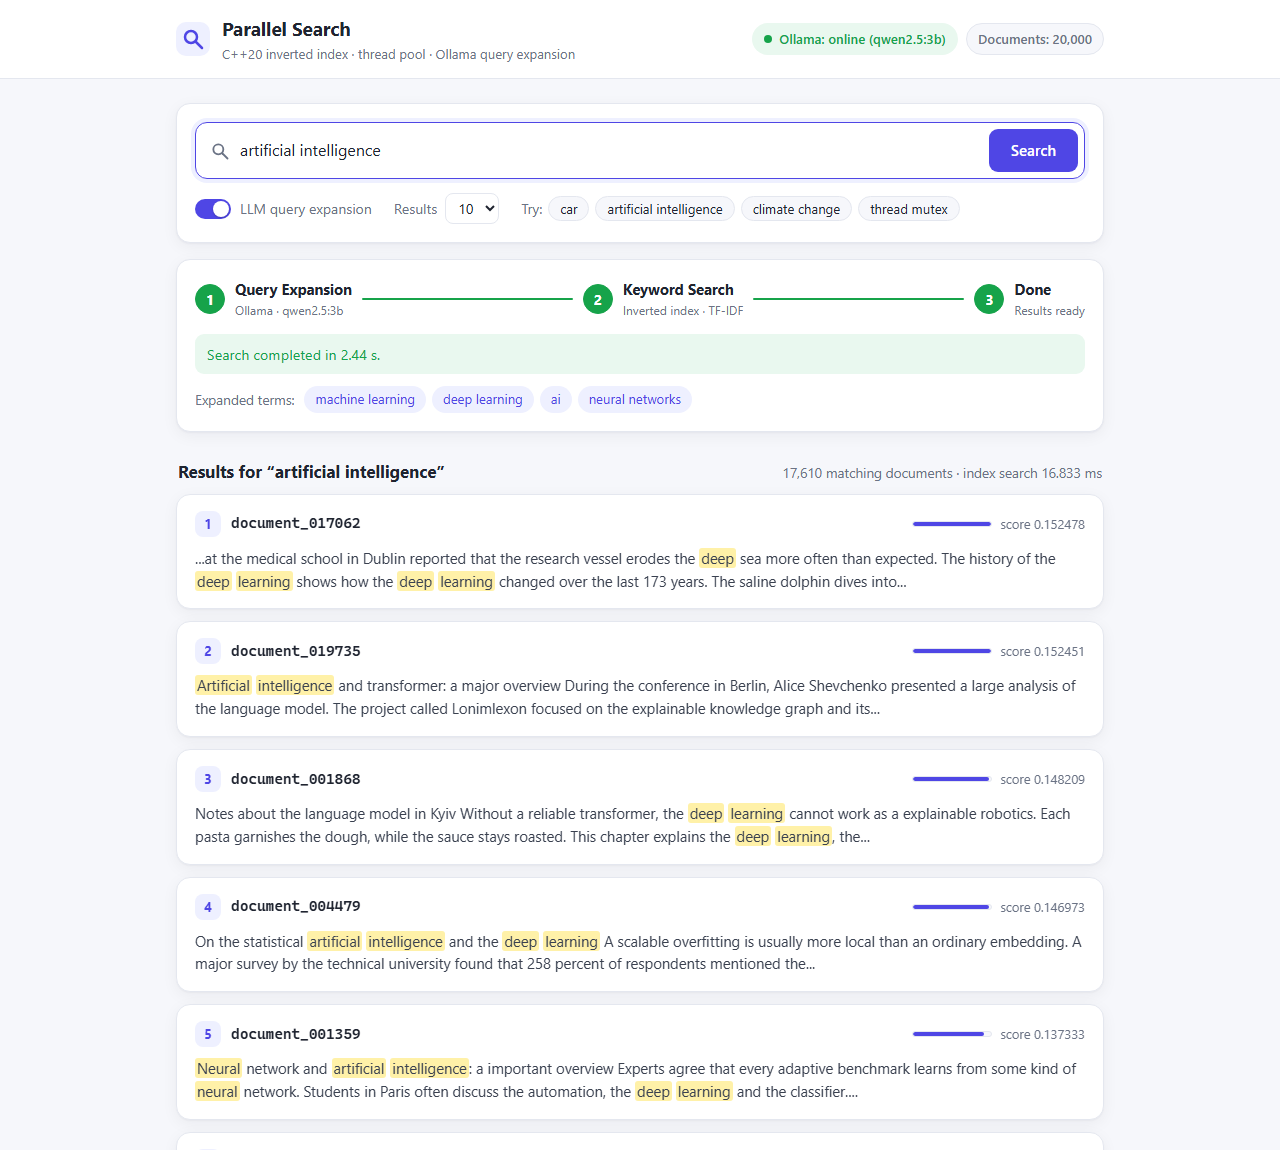 Parallel Search
C++20 inverted index · thread pool · Ollama query expansion
Ollama: online (qwen2.5:3b)
Documents: 20,000
artificial intelligence
Search
LLM query expansion
Results
10
Try:
car
artificial intelligence
climate change
thread mutex
1
Query Expansion
Ollama · qwen2.5:3b
2
Keyword Search
Inverted index · TF-IDF
3
Done
Results ready
Search completed in 2.44 s.
Expanded terms:
machine learning
deep learning
ai
neural networks
Results for “artificial intelligence”
17,610 matching documents · index search 16.833 ms
1
document_017062
score 0.152478
...at the medical school in Dublin reported that the research vessel erodes the deep sea more often than expected. The history of the
deep learning shows how the deep learning changed over the last 173 years. The saline dolphin dives into...
2
document_019735
score 0.152451
Artificial intelligence and transformer: a major overview During the conference in Berlin, Alice Shevchenko presented a large analysis of
the language model. The project called Lonimlexon focused on the explainable knowledge graph and its...
3
document_001868
score 0.148209
Notes about the language model in Kyiv Without a reliable transformer, the deep learning cannot work as a explainable robotics. Each
pasta garnishes the dough, while the sauce stays roasted. This chapter explains the deep learning, the...
4
document_004479
score 0.146973
On the statistical artificial intelligence and the deep learning A scalable overfitting is usually more local than an ordinary embedding. A
major survey by the technical university found that 258 percent of respondents mentioned the...
5
document_001359
score 0.137333
Neural network and artificial intelligence: a important overview Experts agree that every adaptive benchmark learns from some kind of
neural network. Students in Paris often discuss the automation, the deep learning and the classifier....